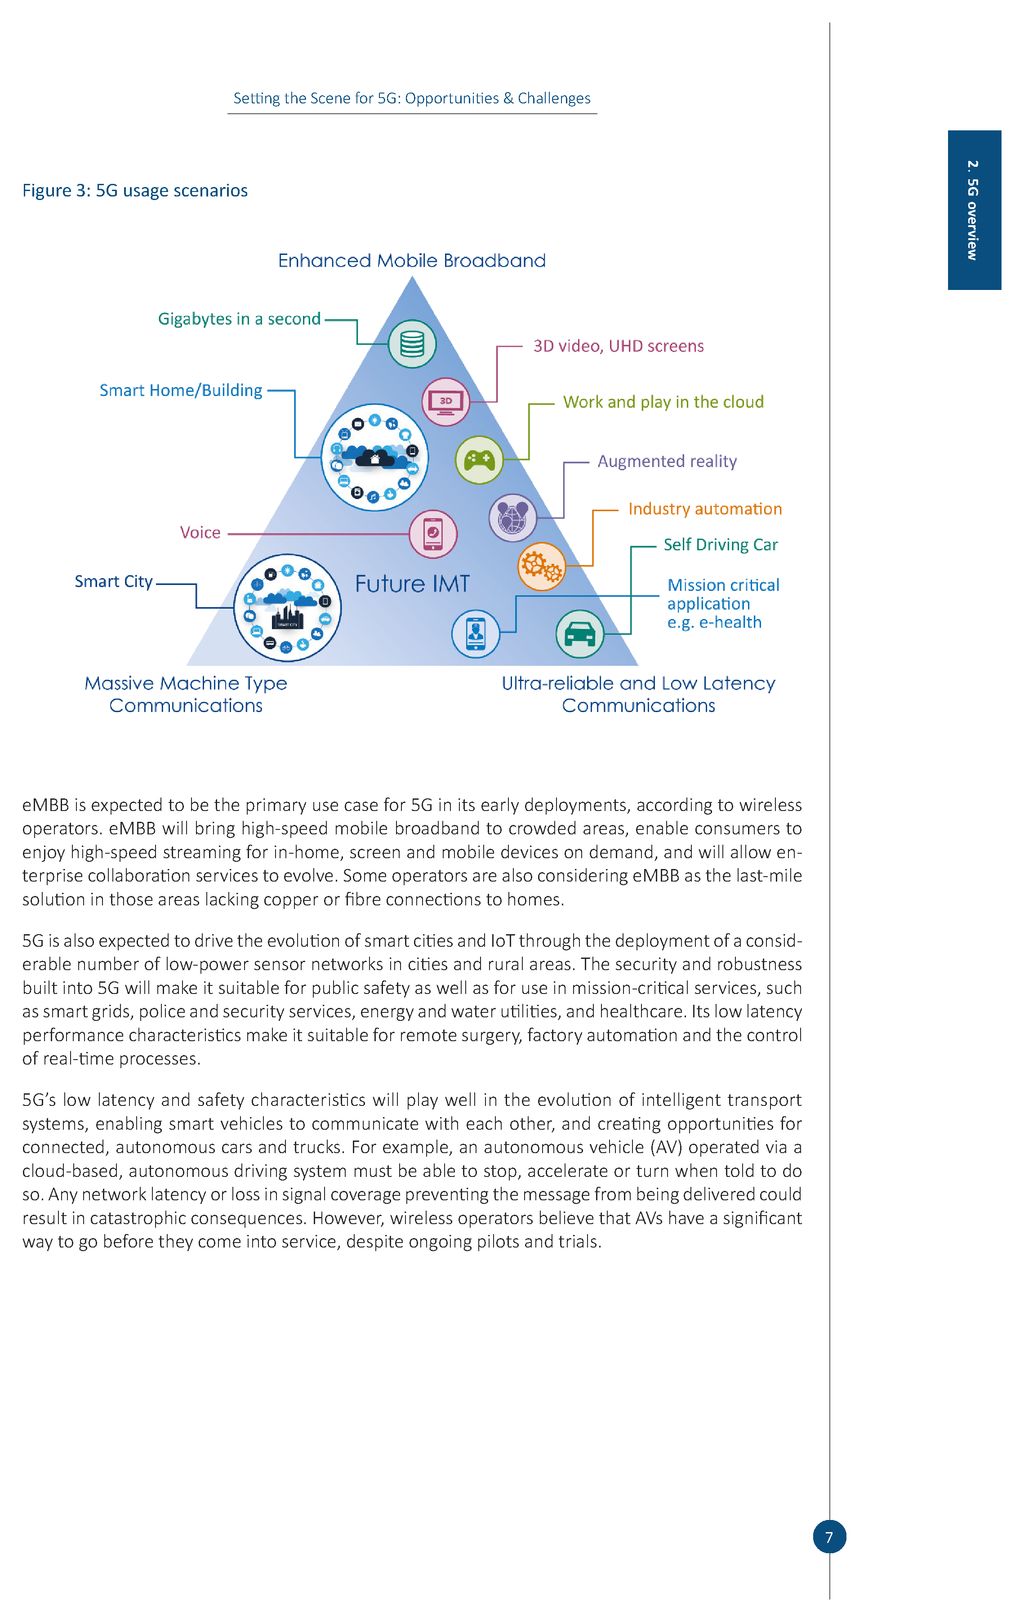 Setting the Scene for 5G: Opportunities & Challenges
2. 5G overview
Figure 3: 5G usage scenarios
Enhanced Mobile Broadband
Gigabytes in a second
3D video, UHD screens
3D
Smart Home/Building
Work and play in the cloud
Augmented reality
Industry automation
Voice
Self Driving Car
Smart City
Future IMT
Mission critical
application
e.g. e-health
SMART CITY
Massive Machine Type
Communications
Ultra-reliable and Low Latency
Communications
eMBB is expected to be the primary use case for 5G in its early deployments, according to wireless
operators. eMBB will bring high-speed mobile broadband to crowded areas, enable consumers to
enjoy high-speed streaming for in-home, screen and mobile devices on demand, and will allow en-
terprise collaboration services to evolve. Some operators are also considering eMBB as the last-mile
solution in those areas lacking copper or fibre connections to homes.
5G is also expected to drive the evolution of smart cities and IoT through the deployment of a consid-
erable number of low-power sensor networks in cities and rural areas. The security and robustness
built into 5G will make it suitable for public safety as well as for use in mission-critical services, such
as smart grids, police and security services, energy and water utilities, and healthcare. Its low latency
performance characteristics make it suitable for remote surgery, factory automation and the control
of real-time processes.
5G’s low latency and safety characteristics will play well in the evolution of intelligent transport
systems, enabling smart vehicles to communicate with each other, and creating opportunities for
connected, autonomous cars and trucks. For example, an autonomous vehicle (AV) operated via a
cloud-based, autonomous driving system must be able to stop, accelerate or turn when told to do
so. Any network latency or loss in signal coverage preventing the message from being delivered could
result in catastrophic consequences. However, wireless operators believe that AVs have a significant
way to go before they come into service, despite ongoing pilots and trials.
7